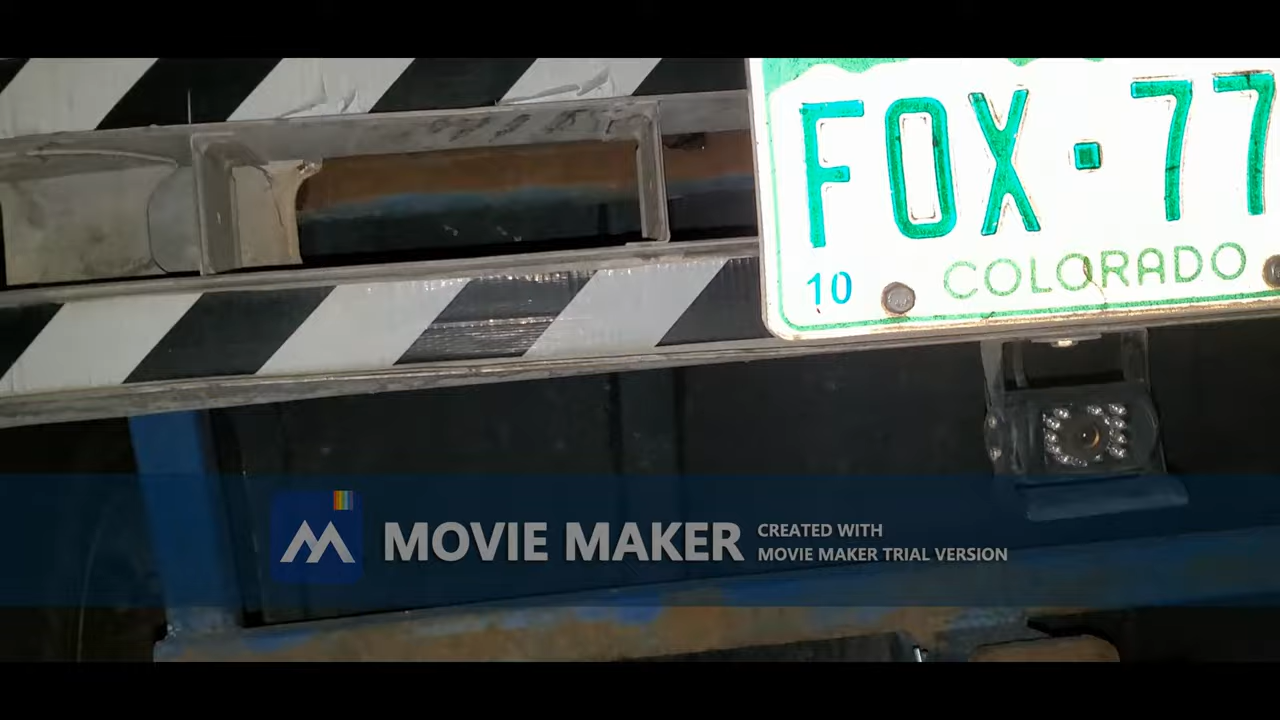 FOX·77
10
COLORADO
MOVIE MAKER
CREATED WITH
MOVIE MAKER TRIAL VERSION